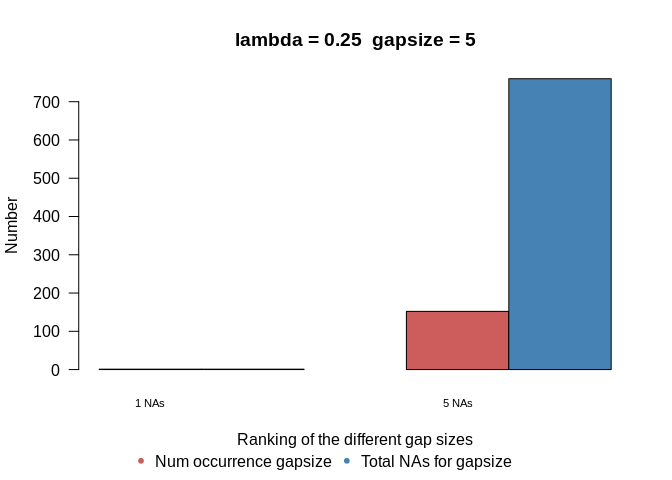 lambda = 0.25  gapsize = 5
Number
700
600
500
400
300
200
100
0
1 NAs
5 NAs
Ranking of the different gap sizes
Num occurrence gapsize
Total NAs for gapsize